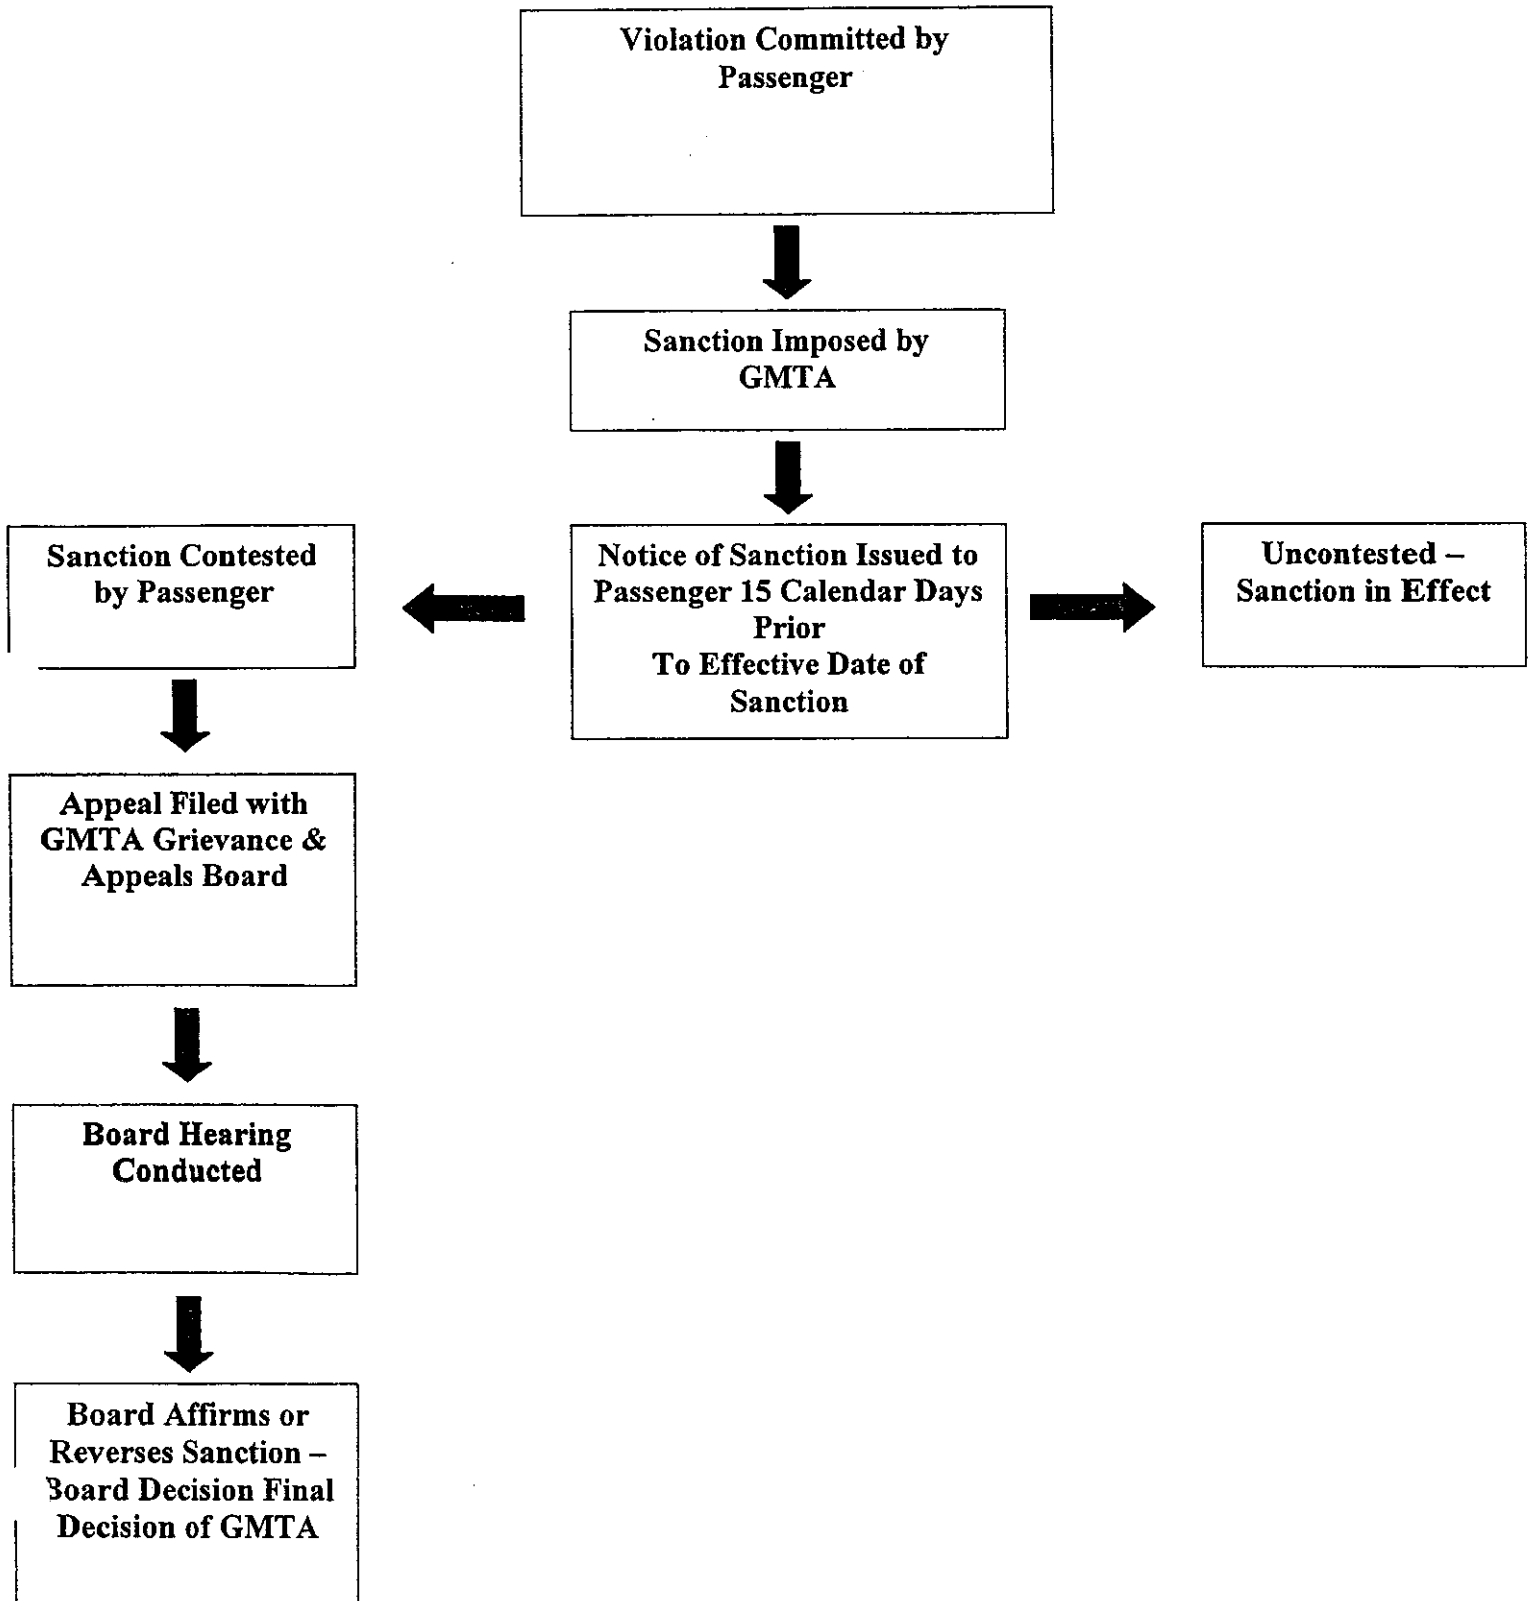 Violation Committed by
Passenger
Sanction Imposed by
GMTA
Sanction Contested
by Passenger
Notice of Sanction Issued to
Passenger 15 Calendar Days
Prior
To Effective Date of
Sanction
Uncontested –
Sanction in Effect
Appeal Filed with
GMTA Grievance &
Appeals Board
Board Hearing
Conducted
Board Affirms or
Reverses Sanction –
Board Decision Final
Decision of GMTA